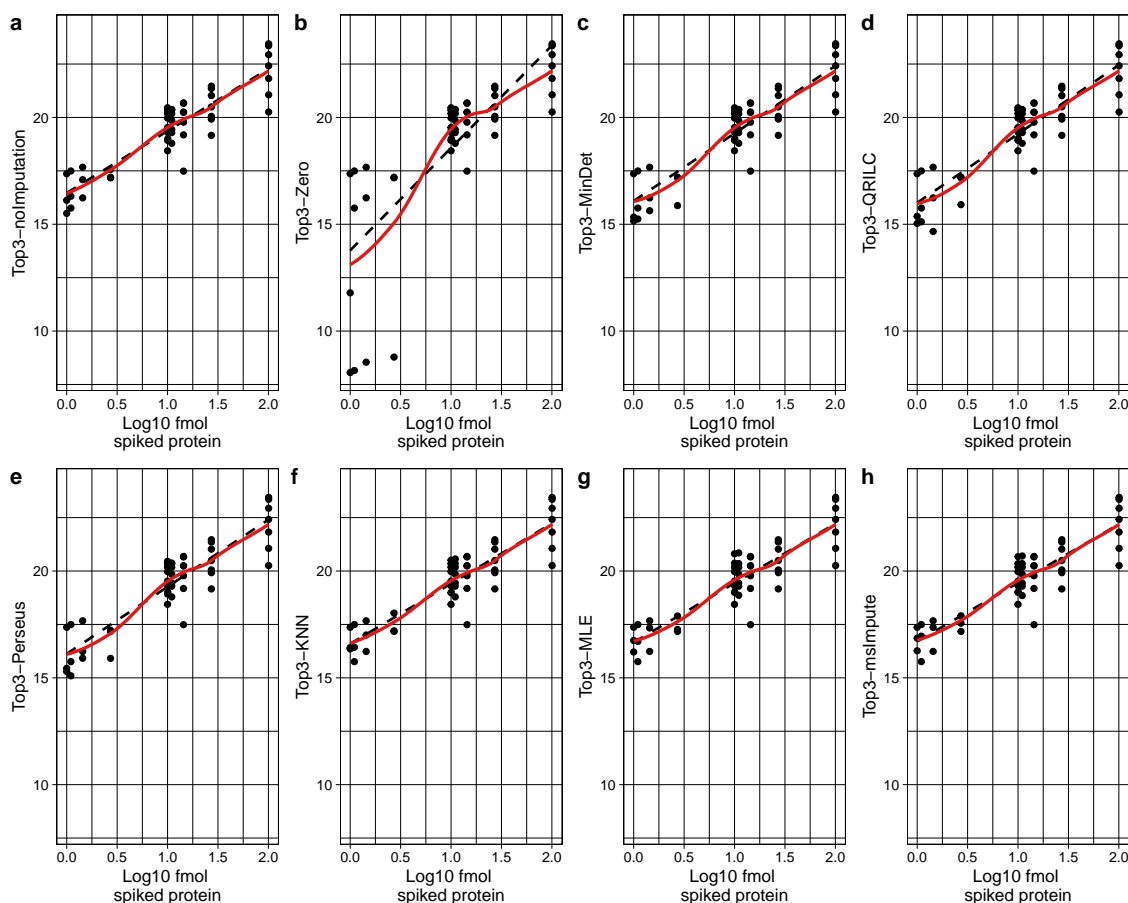 a
b
c
d
Top3−noImputation
20
15
10
0.0 0.5 1.0 1.5 2.0
Log10 fmol
spiked protein
Top3−Zero
20
15
10
0.0 0.5 1.0 1.5 2.0
Log10 fmol
spiked protein
Top3−MinDet
20
15
10
0.0 0.5 1.0 1.5 2.0
Log10 fmol
spiked protein
Top3−QRILC
20
15
10
0.0 0.5 1.0 1.5 2.0
Log10 fmol
spiked protein
e
f
g
h
Top3−Perseus
20
15
10
0.0 0.5 1.0 1.5 2.0
Log10 fmol
spiked protein
Top3−KNN
20
15
10
0.0 0.5 1.0 1.5 2.0
Log10 fmol
spiked protein
Top3−MLE
20
15
10
0.0 0.5 1.0 1.5 2.0
Log10 fmol
spiked protein
Top3−msImpute
20
15
10
0.0 0.5 1.0 1.5 2.0
Log10 fmol
spiked protein